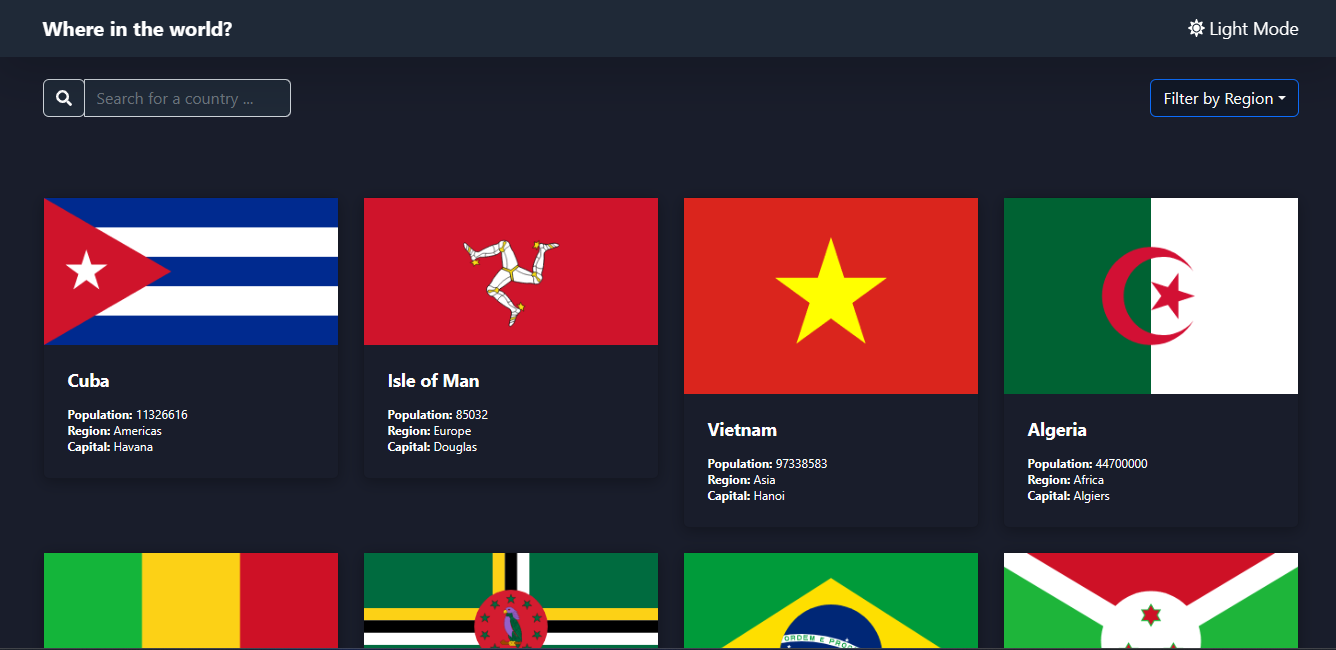 Where in the world?
Light Mode
Search for a country ...
Filter by Region
Cuba
Population: 11326616
Region: Americas
Capital: Havana
Isle of Man
Population: 85032
Region: Europe
Capital: Douglas
Vietnam
Population: 97338583
Region: Asia
Capital: Hanoi
Algeria
Population: 44700000
Region: Africa
Capital: Algiers
ORDEM E PRO